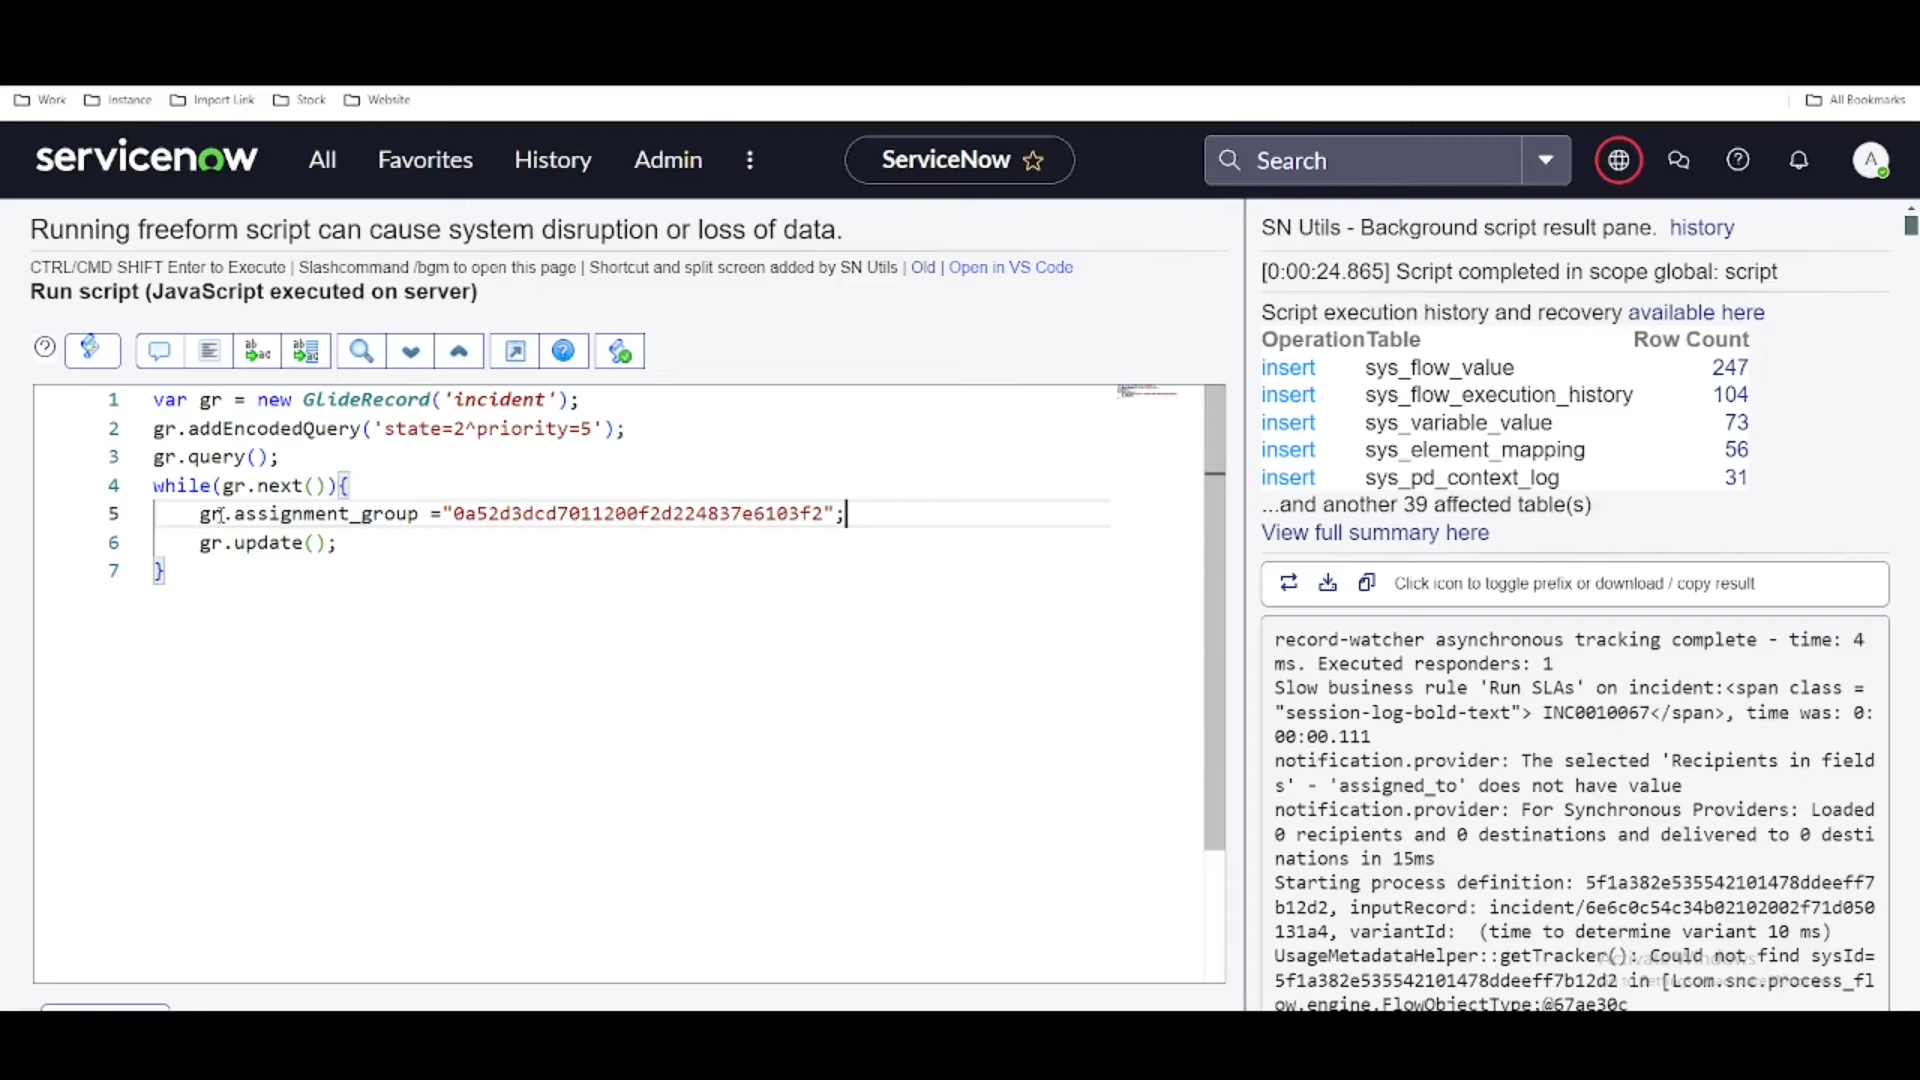 Work Instance Import Link Stock Website All Bookmarks
servicenow All Favorites History Admin ServiceNow Search A
Running freeform script can cause system disruption or loss of data.
CTRL/CMD SHIFT Enter to Execute | Slashcommand /bgm to open this page | Shortcut and split screen added by SN Utils | Old | Open in VS Code
Run script (JavaScript executed on server)
1 var gr = new GlideRecord('incident');
2 gr.addEncodedQuery('state=2^priority=5');
3 gr.query();
4 while(gr.next()){
5 gr.assignment_group ="0a52d3dcd7011200f2d224837e6103f2";
6 gr.update();
7 }
SN Utils - Background script result pane. history
[0:00:24.865] Script completed in scope global: script
Script execution history and recovery available here
Operation Table Row Count
insert sys_flow_value 247
insert sys_flow_execution_history 104
insert sys_variable_value 73
insert sys_element_mapping 56
insert sys_pd_context_log 31
...and another 39 affected table(s)
View full summary here
Click icon to toggle prefix or download / copy result
record-watcher asynchronous tracking complete - time: 4
ms. Executed responders: 1
Slow business rule 'Run SLAs' on incident:<span class =
"session-log-bold-text"> INC0010067</span>, time was: 0:
00:00.111
notification.provider: The selected 'Recipients in field
s' - 'assigned_to' does not have value
notification.provider: For Synchronous Providers: Loaded
0 recipients and 0 destinations and delivered to 0 desti
nations in 15ms
Starting process definition: 5f1a382e535542101478ddeeff7
b12d2, inputRecord: incident/6e6c0c54c34b02102002f71d050
131a4, variantId: (time to determine variant 10 ms)
UsageMetadataHelper::getTracker(): Could not find sysId=
5f1a382e535542101478ddeeff7b12d2 in [Lcom.snc.process_fl
ow.engine.FlowObjectType;@67ae30c
Activate Windows